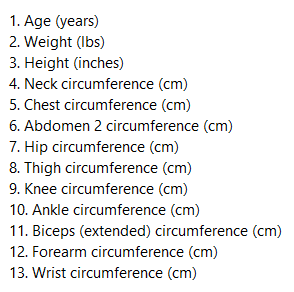 1. Age (years)
2. Weight (lbs)
3. Height (inches)
4. Neck circumference (cm)
5. Chest circumference (cm)
6. Abdomen 2 circumference (cm)
7. Hip circumference (cm)
8. Thigh circumference (cm)
9. Knee circumference (cm)
10. Ankle circumference (cm)
11. Biceps (extended) circumference (cm)
12. Forearm circumference (cm)
13. Wrist circumference (cm)